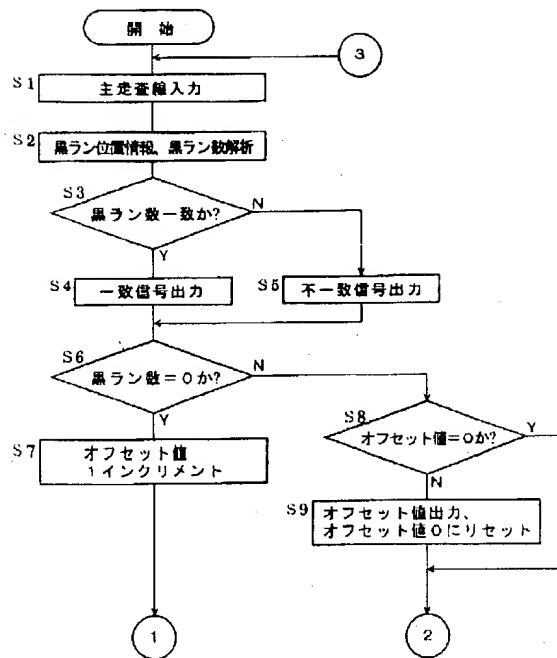 開始
3
S1
主走査線入力
S2
黒ラン位置情報、黒ラン数解析
S3
黒ラン数一致か?
N
Y
S4
一致信号出力
S5
不一致信号出力
S6
黒ラン数=0か?
N
Y
S7
オフセット値
1インクリメント
S8
オフセット値=0か?
Y
N
S9
オフセット値出力、
オフセット値0にリセット
1
2